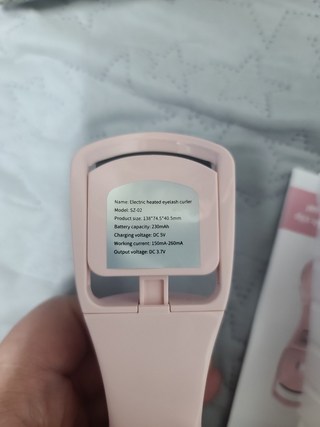 Name: Electric heated eyelash curler
Model: SZ-02
Product size: 138*74.5*40.5mm
Battery capacity: 230mAh
Charging voltage: DC 5V
Working current: 150mA-260mA
Output voltage: DC 3.7V